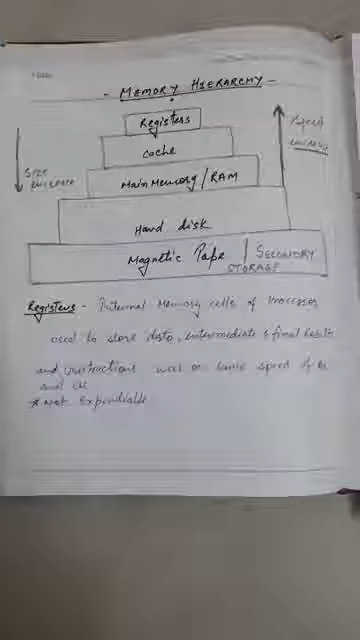 - MEMORY HIERARCHY -
Registers
Speed
increases
Cache
SIZE
increases
Main Memory / RAM
Hard disk
Magnetic Tape / SECONDARY
STORAGE
Registers - Internal Memory cells of Processor
used to store data, intermediate & final results
and instructions work on same speed of
and
* Not Expendable